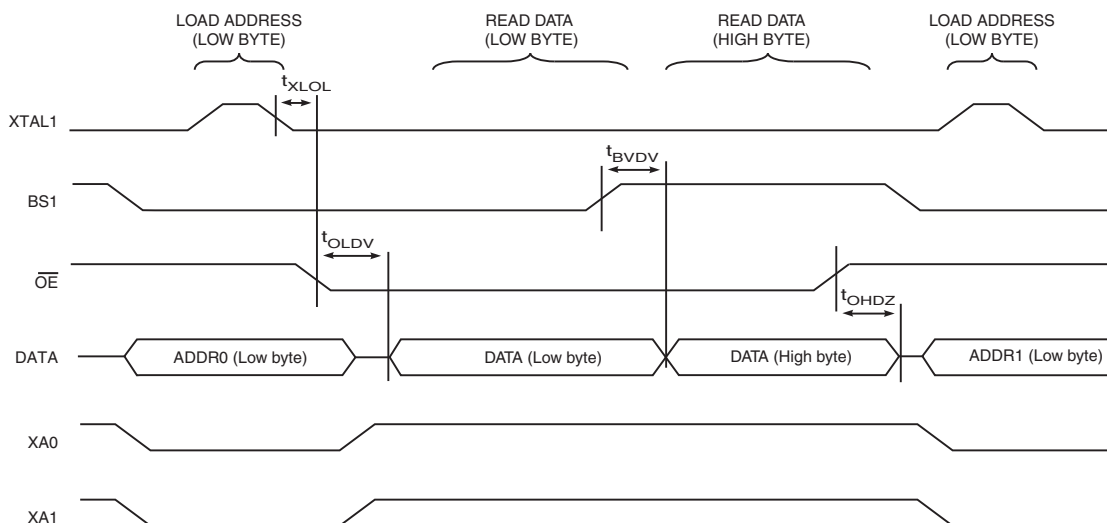 LOAD ADDRESS
(LOW BYTE)
READ DATA
(LOW BYTE)
READ DATA
(HIGH BYTE)
LOAD ADDRESS
(LOW BYTE)
tXLOL
XTAL1
tBVDV
BS1
tOLDV
OE
tOHDZ
DATA
ADDR0 (Low byte)
DATA (Low byte)
DATA (High byte)
ADDR1 (Low byte)
XA0
XA1